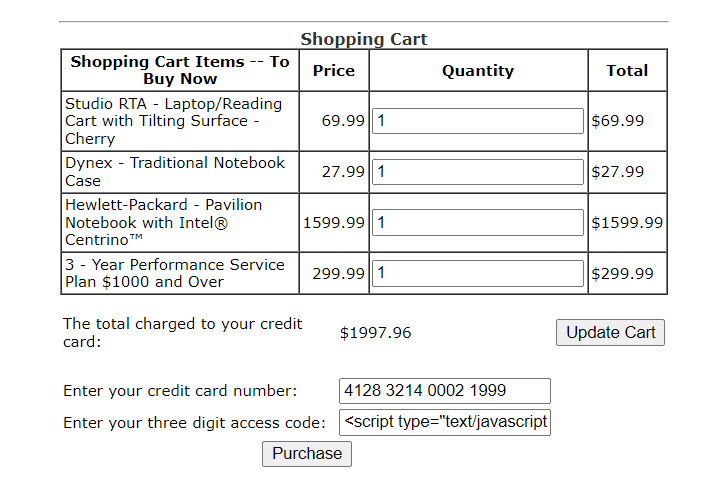 Shopping Cart
Shopping Cart Items -- To Buy Now Price Quantity Total
Studio RTA - Laptop/Reading Cart with Tilting Surface - Cherry 69.99 1 $69.99
Dynex - Traditional Notebook Case 27.99 1 $27.99
Hewlett-Packard - Pavilion Notebook with Intel® Centrino™ 1599.99 1 $1599.99
3 - Year Performance Service Plan $1000 and Over 299.99 1 $299.99
The total charged to your credit card: $1997.96 Update Cart
Enter your credit card number: 4128 3214 0002 1999
Enter your three digit access code: <script type="text/javascript
Purchase